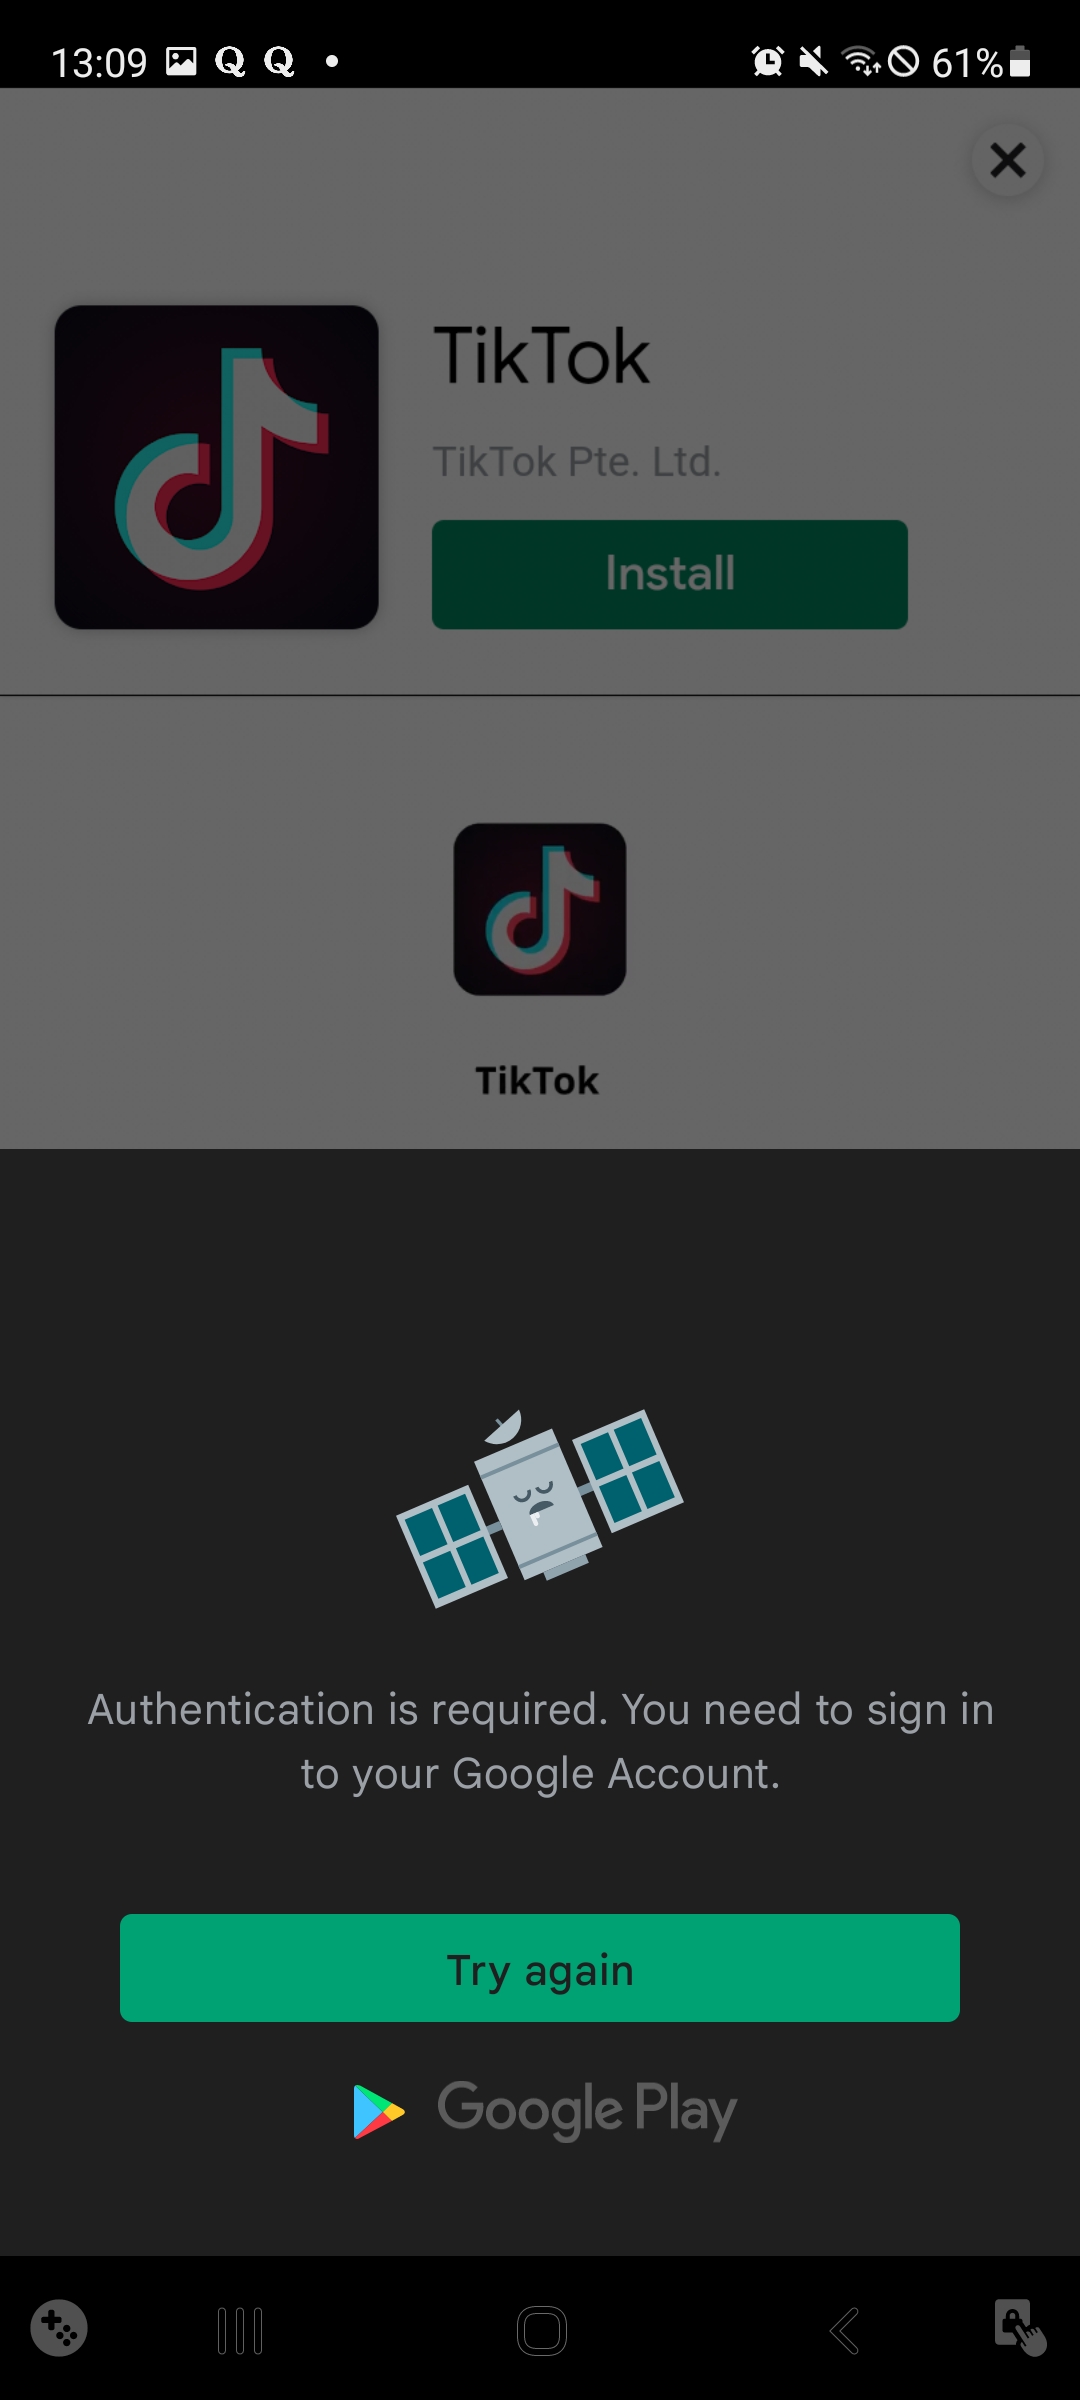 13:09
61%
TikTok
TikTok Pte. Ltd.
Install
TikTok
Authentication is required. You need to sign in
to your Google Account.
Try again
Google Play